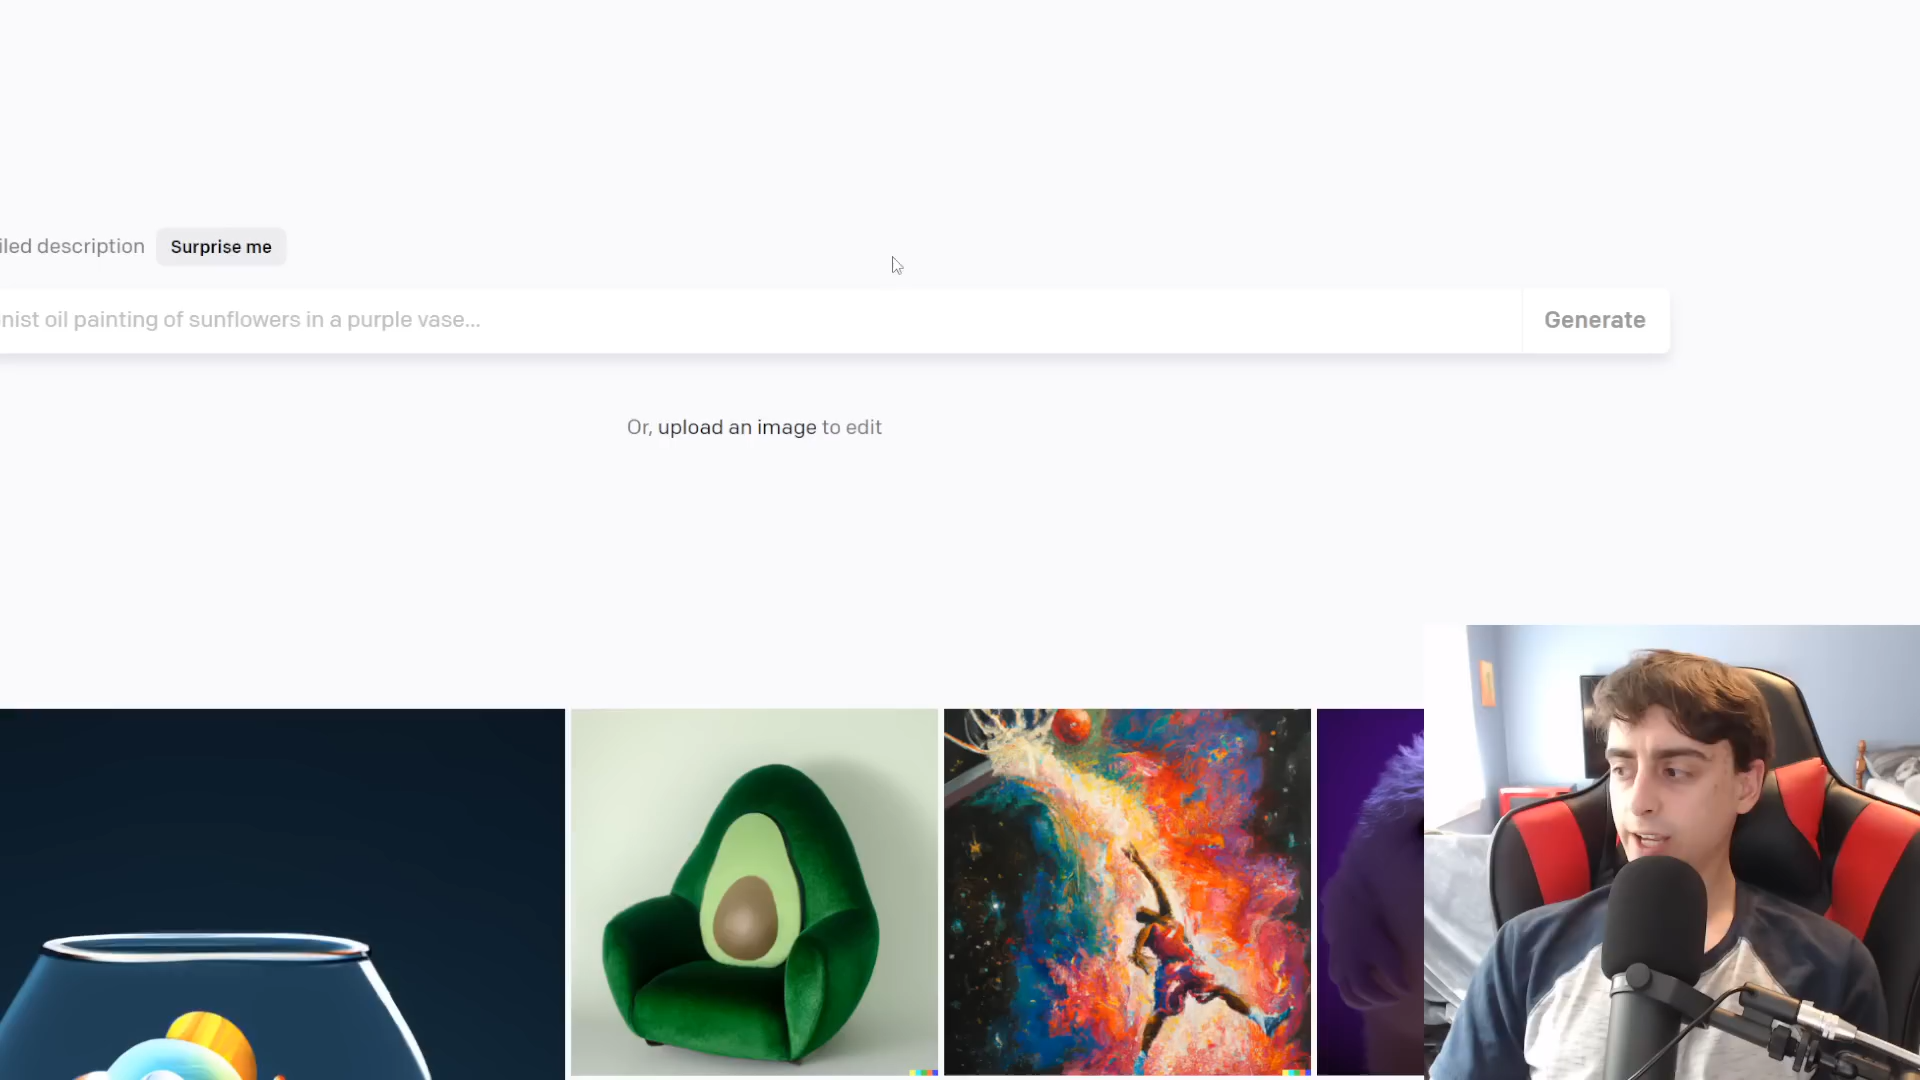 iled description Surprise me
nist oil painting of sunflowers in a purple vase...
Generate
Or, upload an image to edit